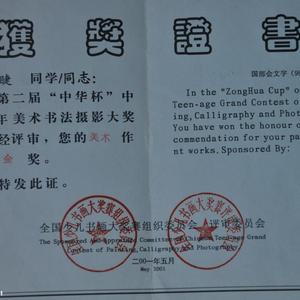 獲獎證書
同学/同志:
国部会文字(9
第二届“中华杯”中
年美术书法摄影大奖
经评审,您的美术作
金 奖。
特发此证。
In the "ZongHua Cup" o
Teen-age Grand Contest o
ing, Calligraphy and Photog
You have won the honour o
commendation for your pa
nt works. Sponsored By:
全国少儿书画大奖赛组织委员会、评审委员会
The Sponsored and Appraisal Committee of Chinese Teen-age Grand
Contest of Painting, Calligraphy, and Photography
二00一年五月
May 2001